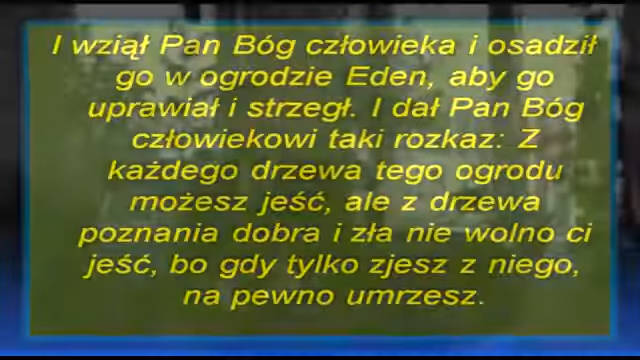 I wziął Pan Bóg człowieka i osadził
go w ogrodzie Eden, aby go
uprawiał i strzegł. I dał Pan Bóg
człowiekowi taki rozkaz: Z
każdego drzewa tego ogrodu
możesz jeść, ale z drzewa
poznania dobra i zła nie wolno ci
jeść, bo gdy tylko zjesz z niego,
na pewno umrzesz.